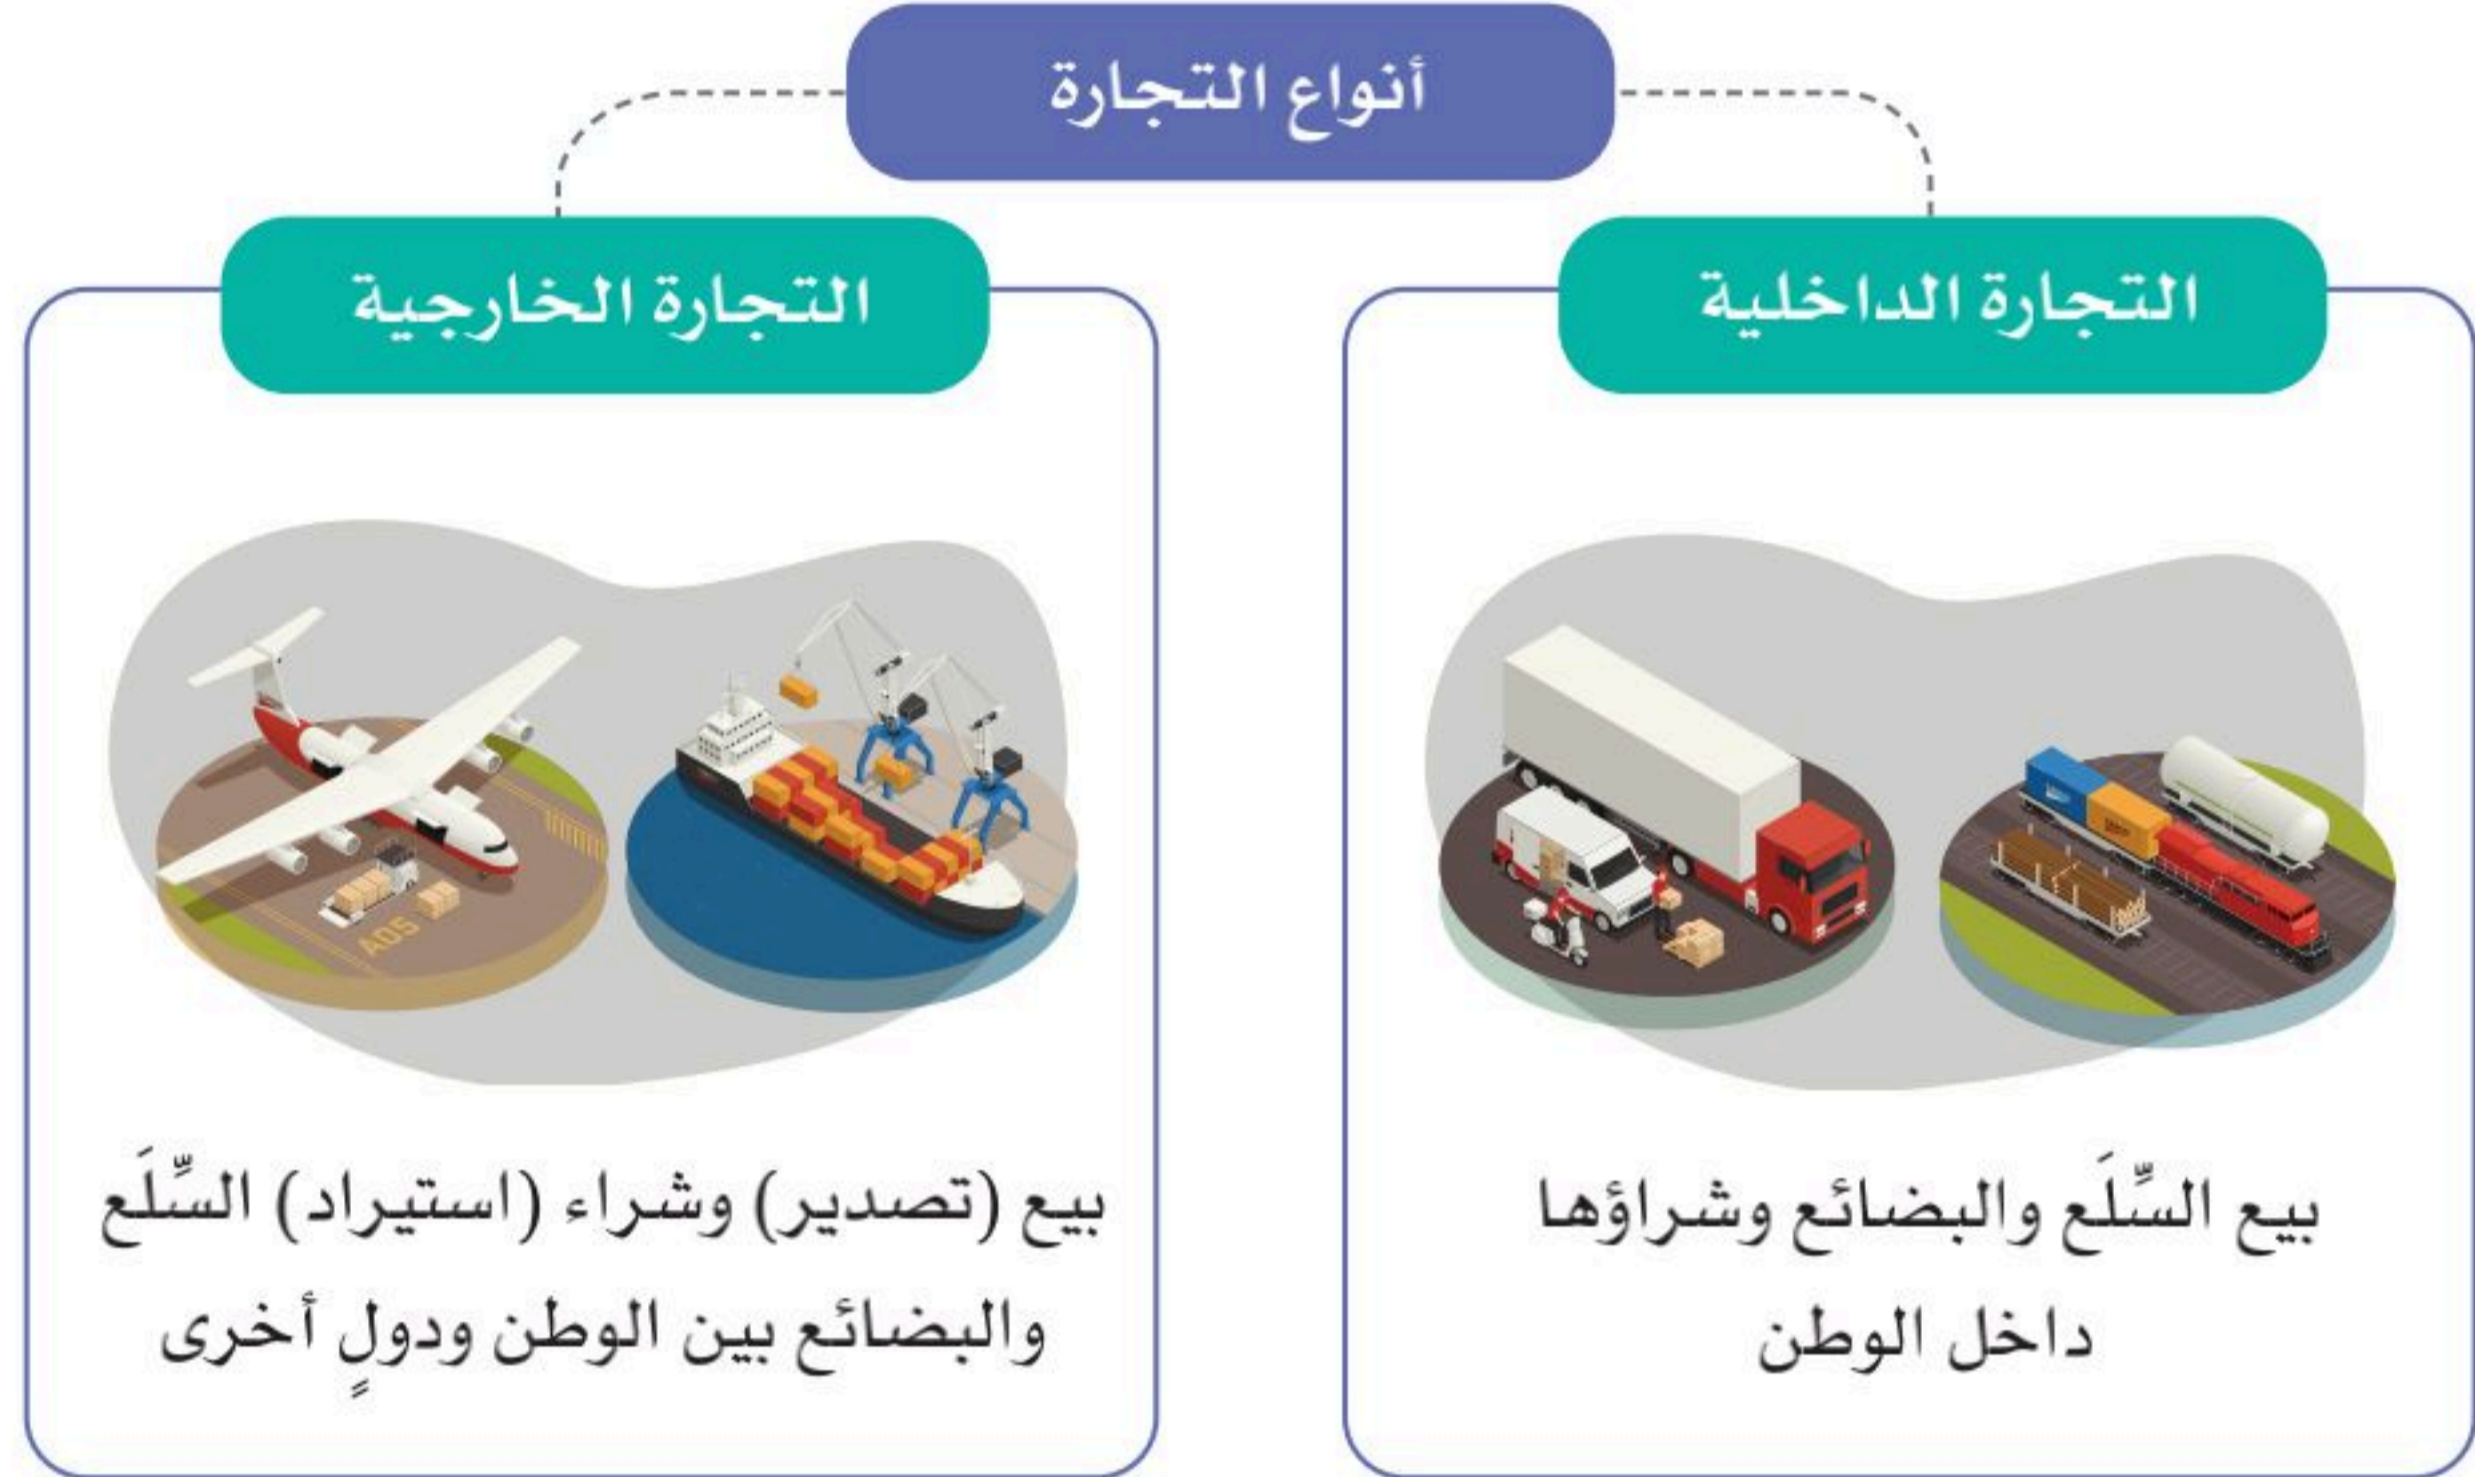 أنواع التجارة
التجارة الداخلية
بيع السِّلَع والبضائع وشراؤها
داخل الوطن
التجارة الخارجية
A05
بيع (تصدير) وشراء (استيراد) السِّلَع
والبضائع بين الوطن ودولٍ أخرى